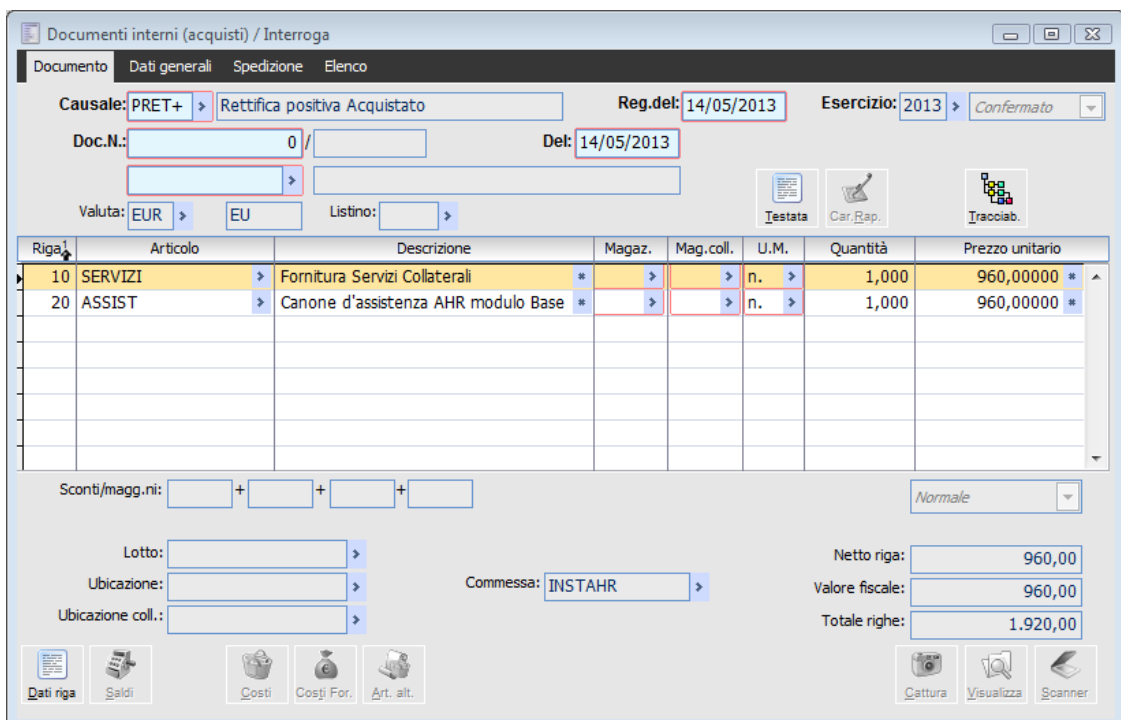 Documenti interni (acquisti) / Interroga
Documento Dati generali Spedizione Elenco
Causale: PRET+ Rettifica positiva Acquistato Reg.del: 14/05/2013 Esercizio: 2013 Confermato
Doc.N.: 0 / Del: 14/05/2013
Valuta: EUR EU Listino: Testata Car.Rap. Tracciab.
Riga 1 Articolo Descrizione Magaz. Mag.coll. U.M. Quantità Prezzo unitario
10 SERVIZI Fornitura Servizi Collaterali n. 1,000 960,00000
20 ASSIST Canone d'assistenza AHR modulo Base n. 1,000 960,00000
Sconti/magg.ni: + + + Normale
Lotto: Netto riga: 960,00
Ubicazione: Commessa: INSTAHR Valore fiscale: 960,00
Ubicazione coll.: Totale righe: 1.920,00
Dati riga Saldi Costi Costi For. Art. alt. Cattura Visualizza Scanner